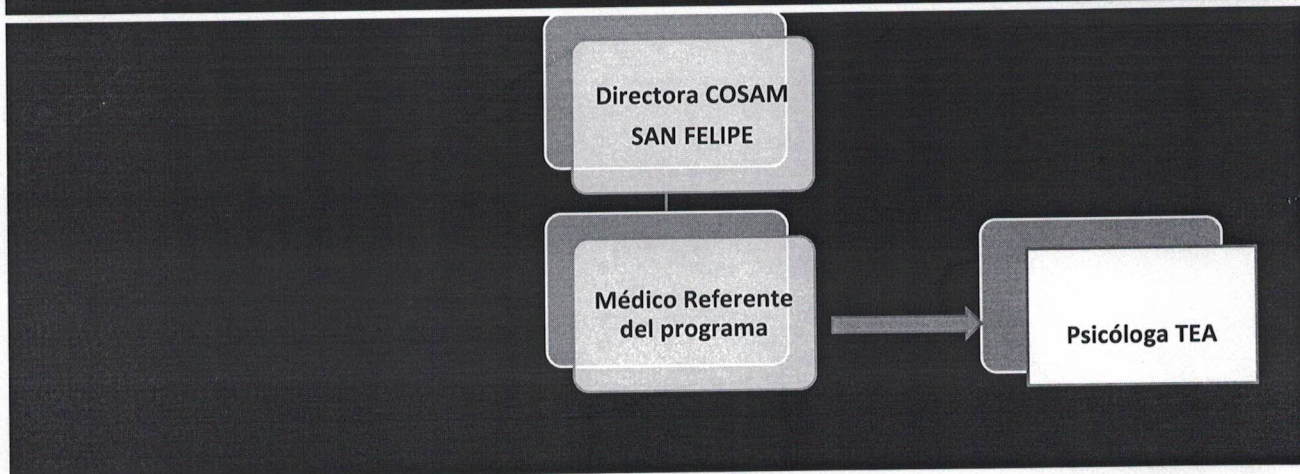 Directora COSAM
SAN FELIPE
Médico Referente
del programa
Psicóloga TEA